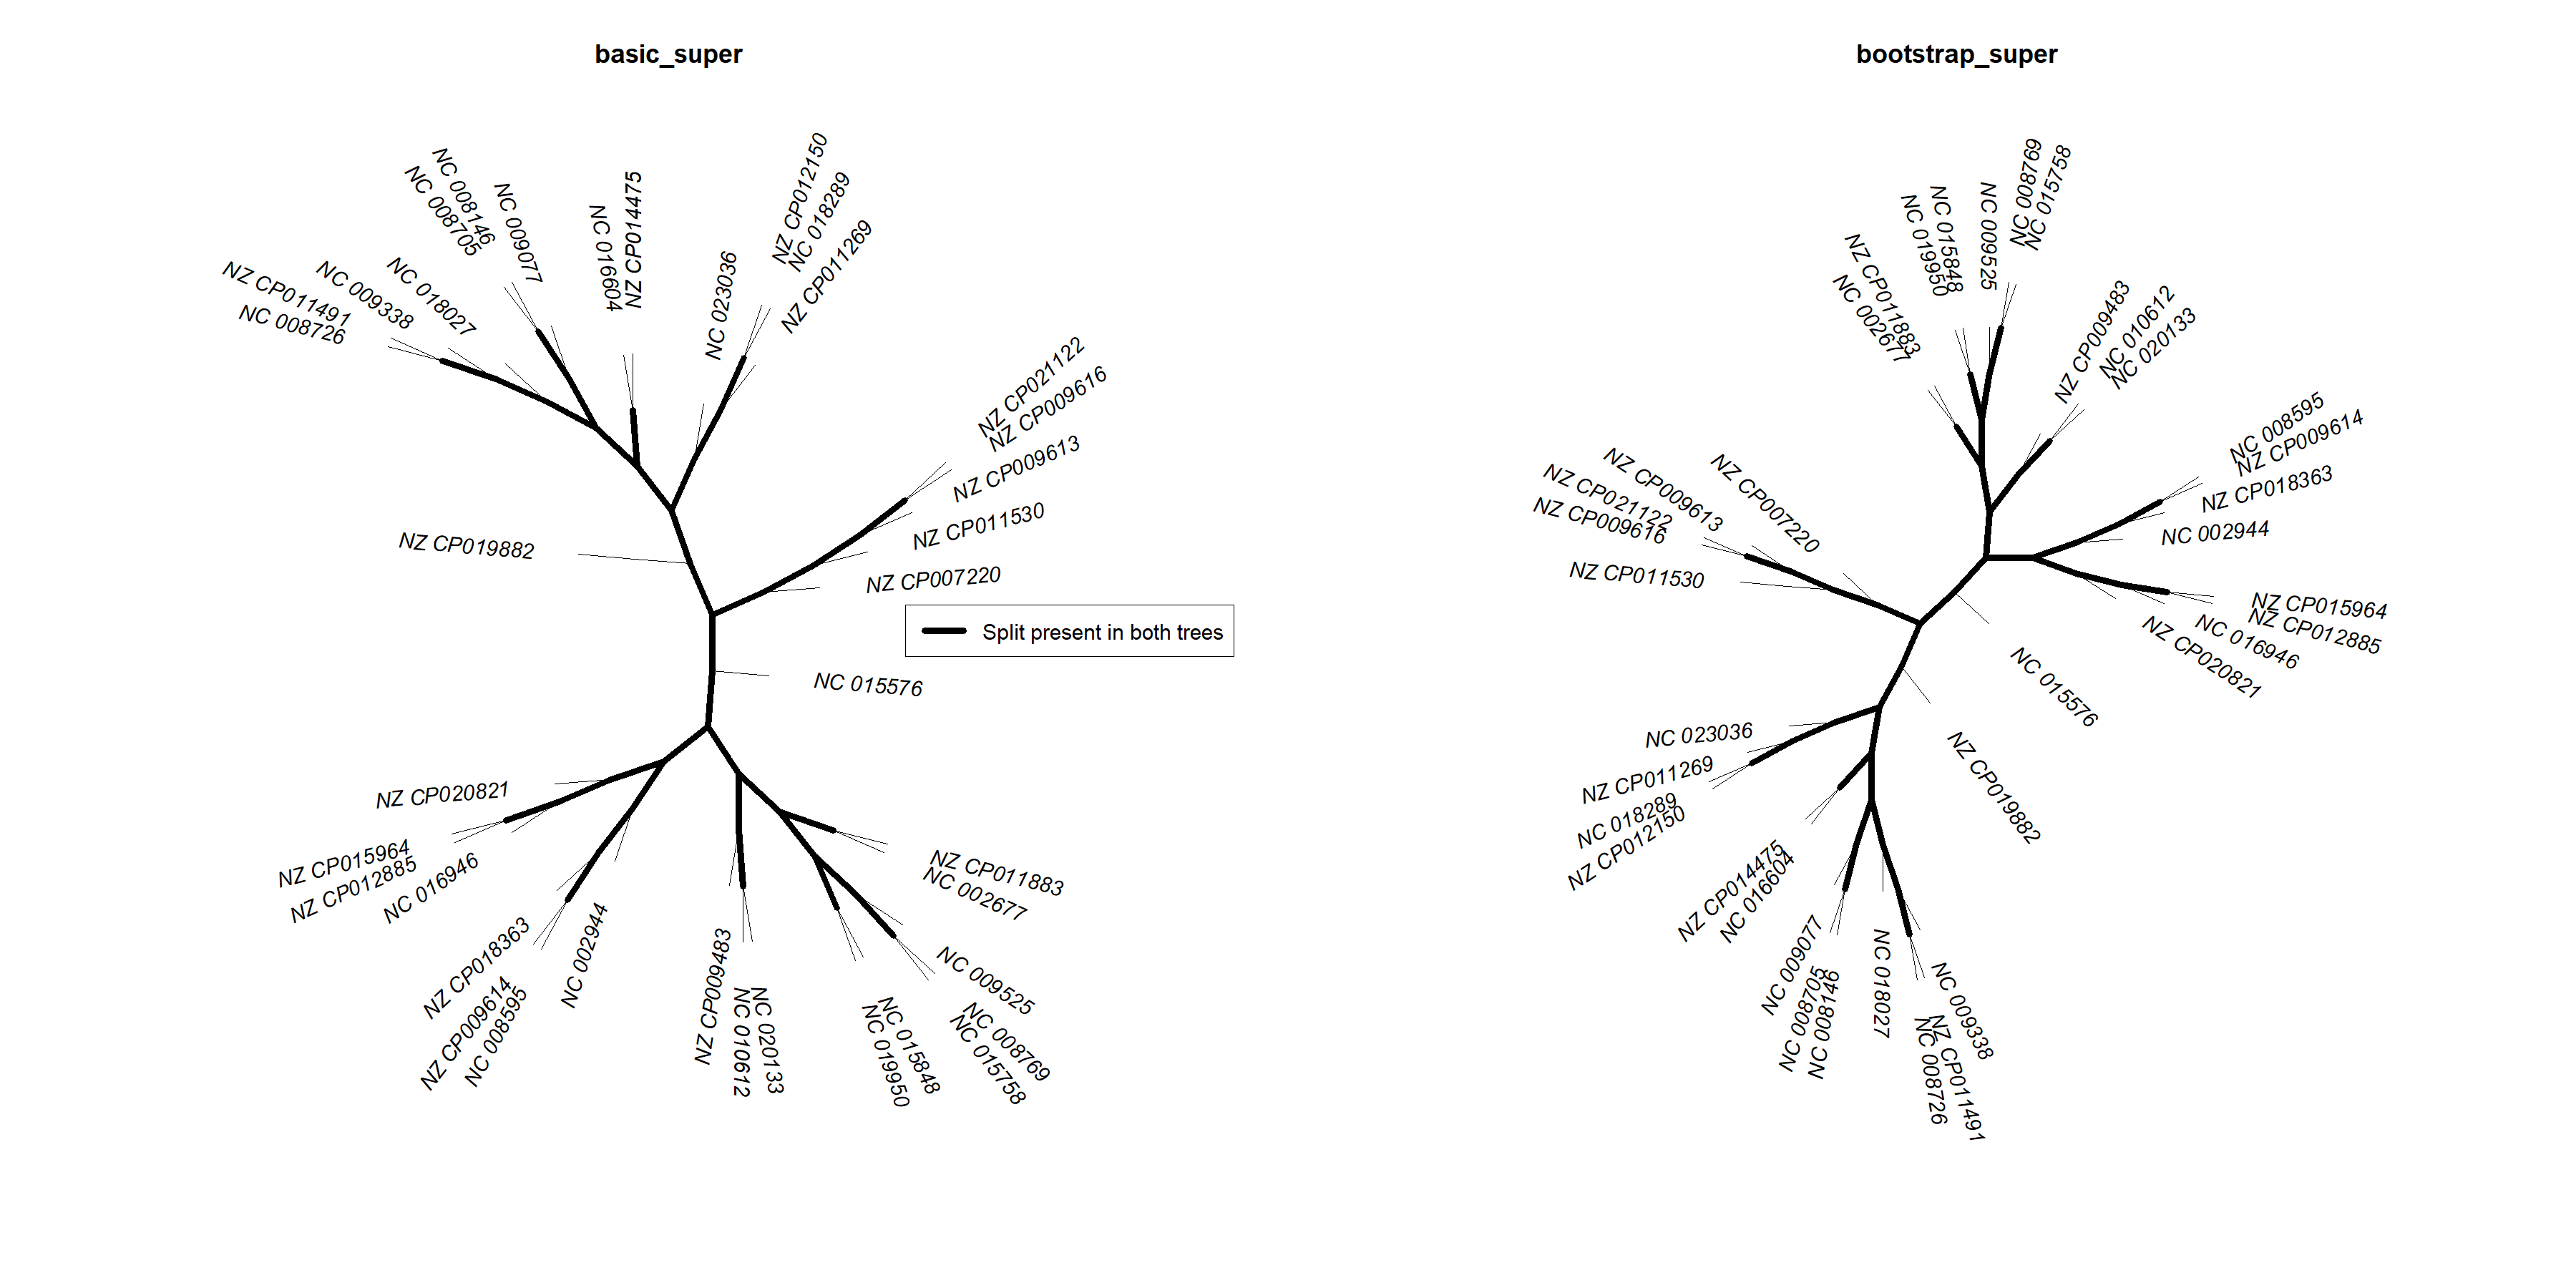 basic_super
NZ CP012150
NC 018289
NZ CP011269
NC 023036
NZ CP014475
NC 016604
NC 009077
NC 008146
NC 008705
NC 018027
NC 009338
NZ CP011491
NC 008726
NZ CP019882
NZ CP021122
NZ CP009616
NZ CP009613
NZ CP011530
NZ CP007220
Split present in both trees
NC 015576
NZ CP020821
NZ CP015964
NZ CP012885
NC 016946
NZ CP018363
NZ CP009614
NC 008595
NC 002944
NZ CP009483
NC 010612
NC 020133
NC 019950
NC 015848
NC 015758
NC 008769
NC 009525
NC 002677
NZ CP011883
bootstrap_super
NC 008769
NC 015758
NC 009525
NC 015848
NC 019950
NZ CP011883
NC 002677
NZ CP009483
NC 010612
NC 020133
NC 008595
NZ CP009614
NZ CP018363
NC 002944
NZ CP015964
NZ CP012885
NC 016946
NZ CP020821
NC 015576
NZ CP019882
NZ CP007220
NZ CP009613
NZ CP021122
NZ CP009616
NZ CP011530
NC 023036
NZ CP011269
NC 018289
NZ CP012150
NZ CP014475
NC 016604
NC 009077
NC 008705
NC 008146
NC 018027
NC 009338
NZ CP011491
NC 008726